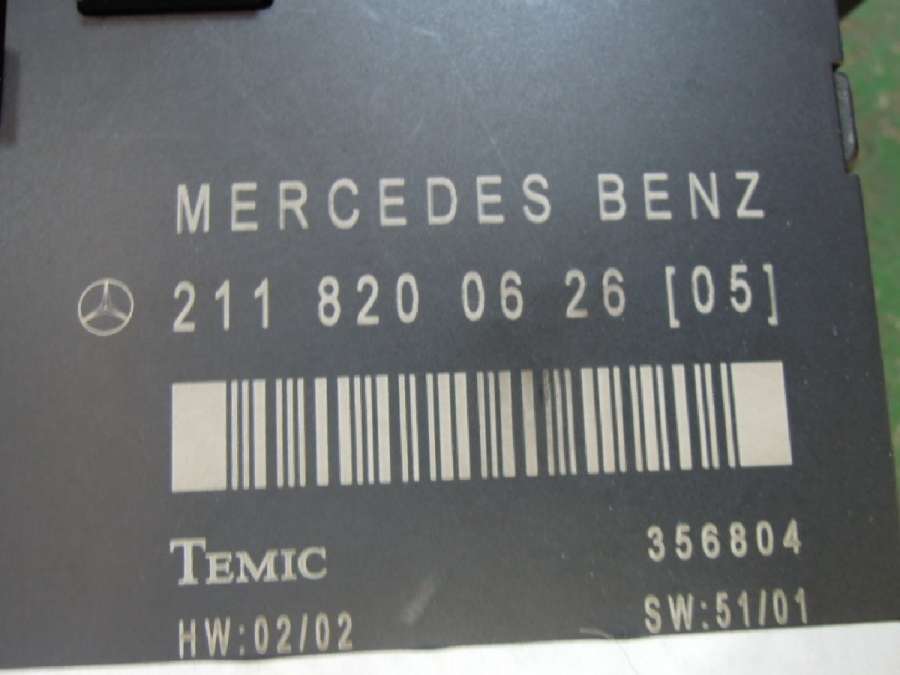 MERCEDES BENZ
211 820 06 26 [05]
TEMIC
356804
HW:02/02
SW:51/01